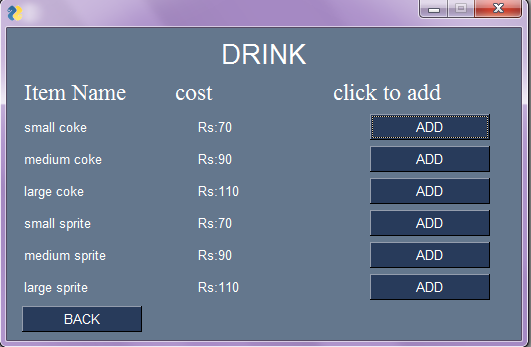 DRINK
Item Name cost click to add
small coke Rs:70 ADD
medium coke Rs:90 ADD
large coke Rs:110 ADD
small sprite Rs:70 ADD
medium sprite Rs:90 ADD
large sprite Rs:110 ADD
BACK